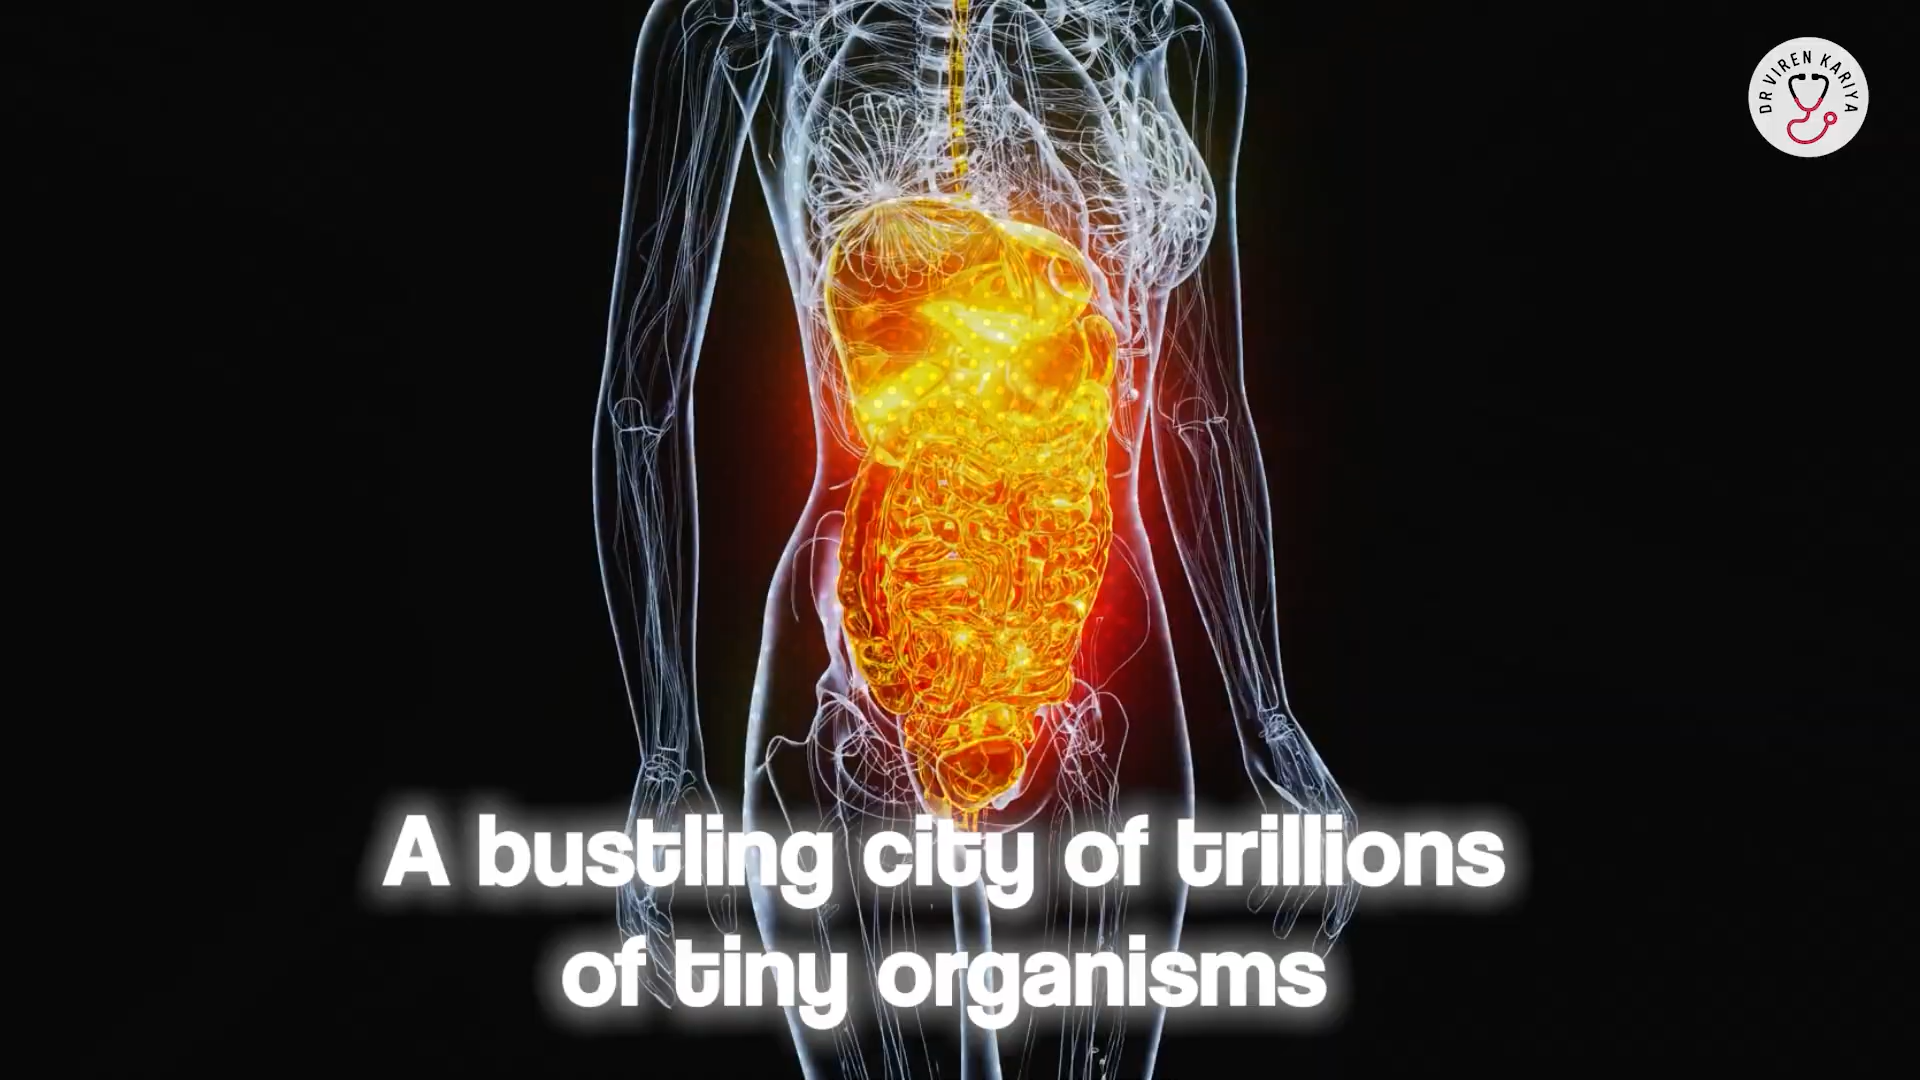 DR VIREN KARIYA
A bustling city of trillions
of tiny organisms